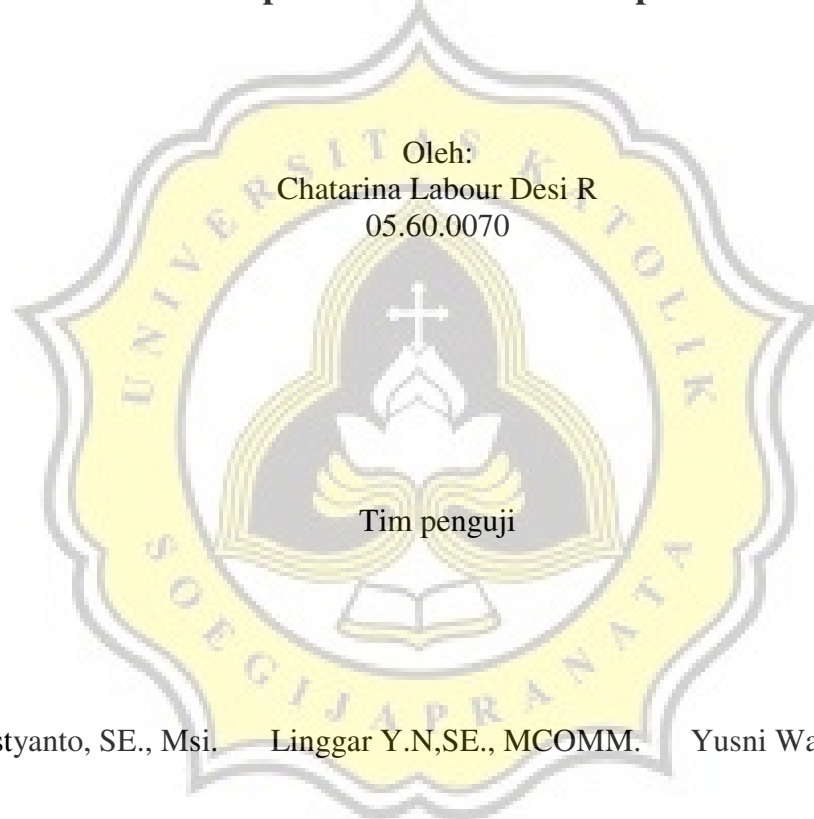 Oleh:
Chatarina Labour Desi R
05.60.0070
UNIVERSITAS KATOLIK
Tim penguji
SOEGIJAPRANATA
styanto, SE., Msi. Linggar Y.N,SE., MCOMM. Yusni Wa